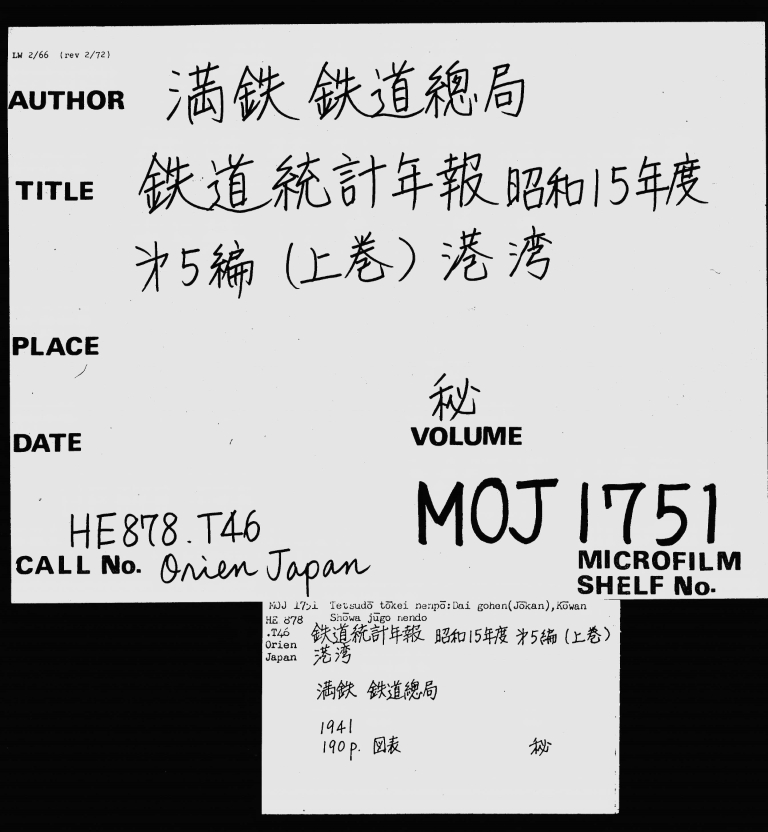 LW 2/66 (rev 2/72)
AUTHOR 満鉄 鉄道總局
TITLE 鉄道統計年報 昭和15年度
才5編 (上巻) 港湾
PLACE
DATE
秘
VOLUME
HE878.T46
CALL No. Orien Japan
MOJ 1751
MICROFILM
SHELF No.
MOJ 1751 Tetsudō tōkei nenpō:Dai gohen(Jōkan),Kōwan
HE 878 Shōwa jūgo nendo
.T46 鉄道統計年報 昭和15年度 才5編 (上巻)
Orien
Japan 港湾
満鉄 鉄道總局
1941
190 p. 図表 秘